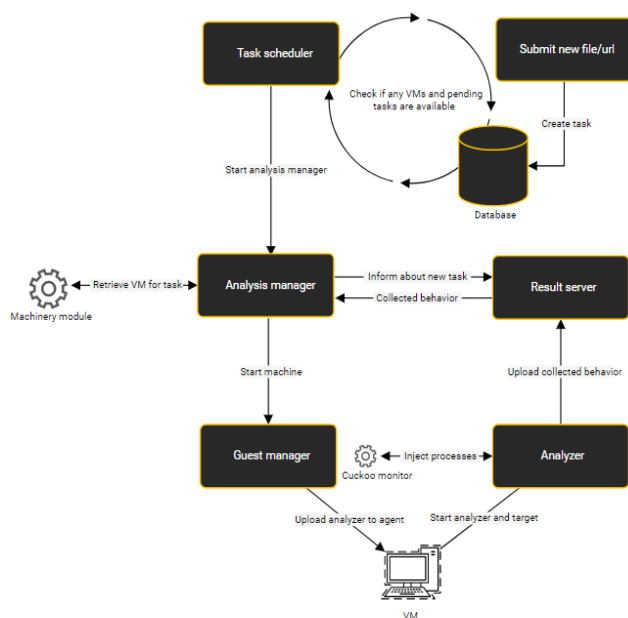 Task scheduler
Submit new file/url
Check if any VMs and pending
tasks are available
Create task
Database
Start analysis manager
Retrieve VM for task
Machinery module
Analysis manager
Inform about new task
Collected behavior
Result server
Start machine
Upload collected behavior
Guest manager
Inject processes
Cuckoo monitor
Analyzer
Upload analyzer to agent
Start analyzer and target
VM